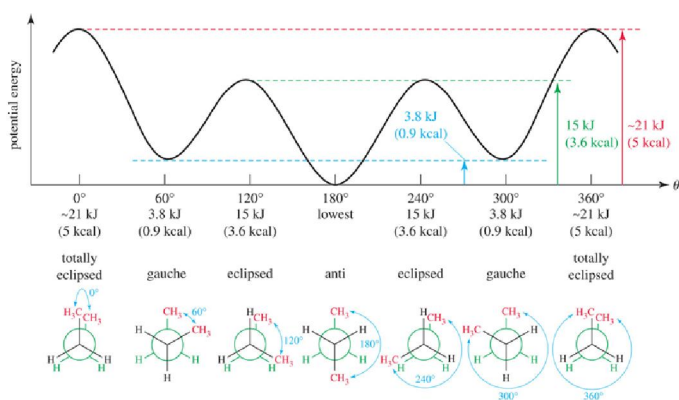 potential energy
3.8 kJ
(0.9 kcal)
15 kJ
(3.6 kcal)
~21 kJ
(5 kcal)
0° 60° 120° 180° 240° 300° 360° θ
~21 kJ 3.8 kJ 15 kJ lowest 15 kJ 3.8 kJ ~21 kJ
(5 kcal) (0.9 kcal) (3.6 kcal) (3.6 kcal) (0.9 kcal) (5 kcal)
totally totally
eclipsed gauche eclipsed anti eclipsed gauche eclipsed
0°
H₃C CH₃
H H
H H
CH₃ 60°
H CH₃
H H
H
H CH₃
120°
H CH₃
H
H
CH₃
H H
180°
H H
CH₃
H CH₃
H₃C H
H
H
240°
CH₃
H₃C H
H H
H
300°
H₃C CH₃
H H
H H
360°